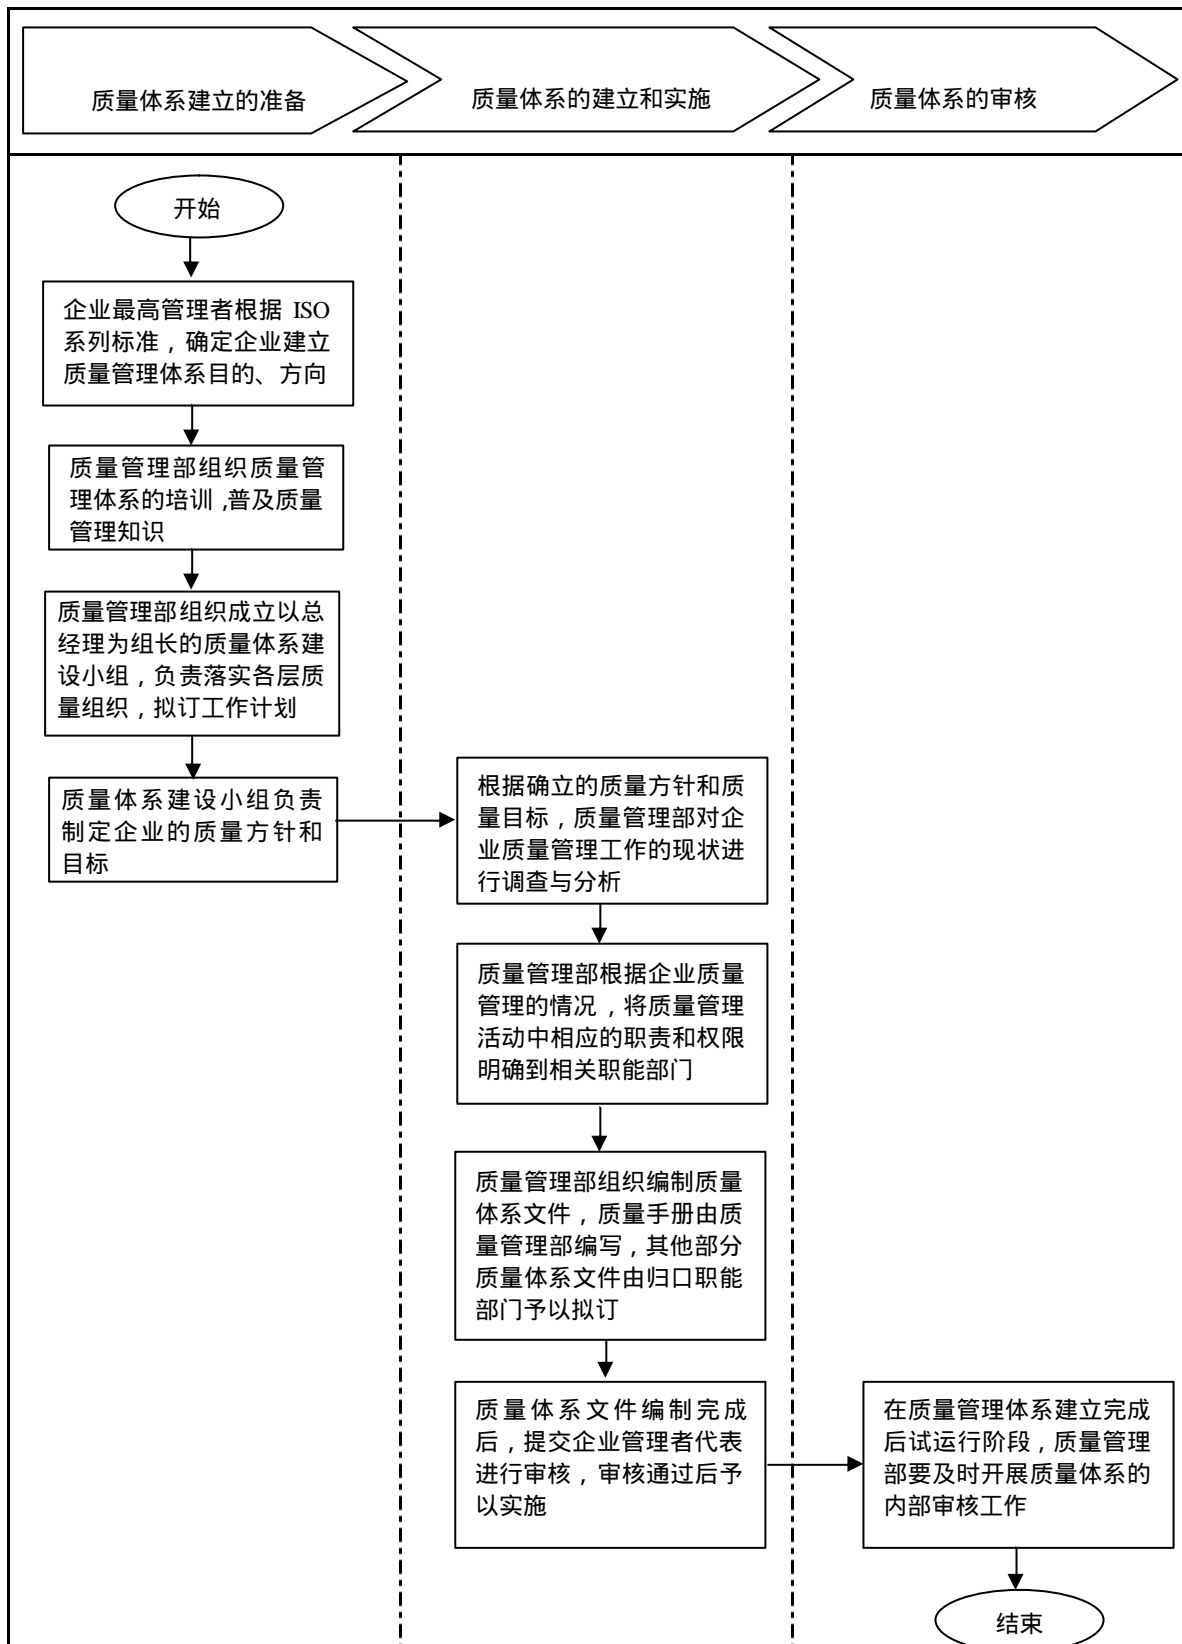 质量体系建立的准备
质量体系的建立和实施
质量体系的审核
开始
企业最高管理者根据 ISO
系列标准，确定企业建立
质量管理体系目的、方向
质量管理部组织质量管
理体系的培训,普及质量
管理知识
质量管理部组织成立以总
经理为组长的质量体系建
设小组，负责落实各层质
量组织，拟订工作计划
质量体系建设小组负责
制定企业的质量方针和
目标
根据确立的质量方针和质
量目标，质量管理部对企
业质量管理工作的现状进
行调查与分析
质量管理部根据企业质量
管理的情况，将质量管理
活动中相应的职责和权限
明确到相关职能部门
质量管理部组织编制质量
体系文件，质量手册由质
量管理部编写，其他部分
质量体系文件由归口职能
部门予以拟订
质量体系文件编制完成
后，提交企业管理者代表
进行审核，审核通过后予
以实施
在质量管理体系建立完成
后试运行阶段，质量管理
部要及时开展质量体系的
内部审核工作
结束